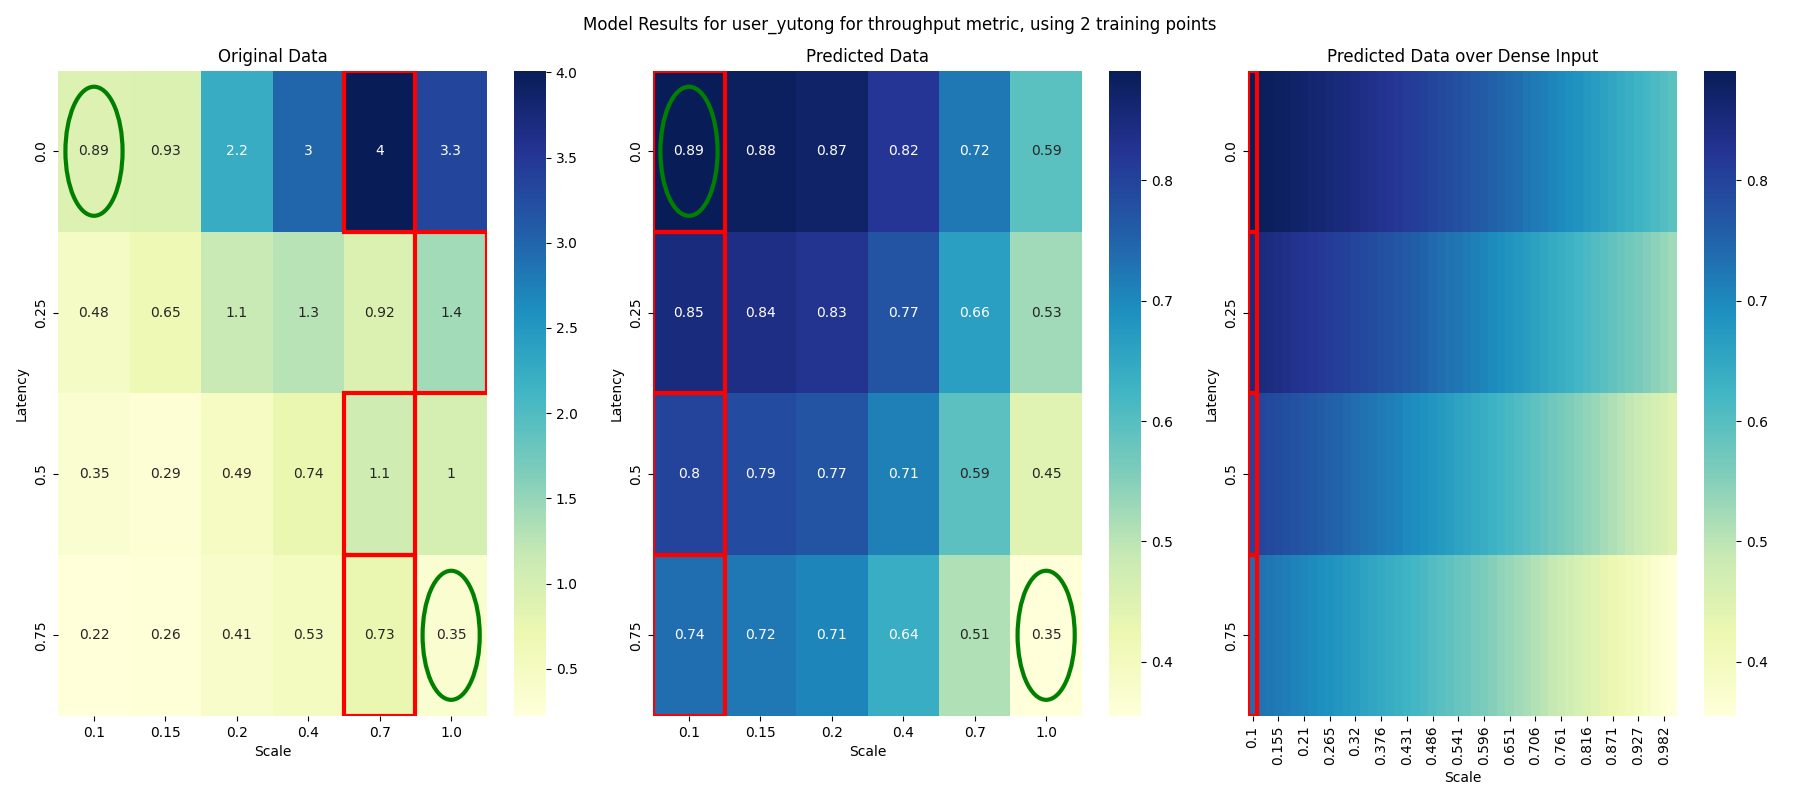 Model Results for user_yutong for throughput metric, using 2 training points
Original Data
Latency
0.0
0.25
0.5
0.75
0.89 0.93 2.2 3 4 3.3
0.48 0.65 1.1 1.3 0.92 1.4
0.35 0.29 0.49 0.74 1.1 1
0.22 0.26 0.41 0.53 0.73 0.35
0.1 0.15 0.2 0.4 0.7 1.0
Scale
4.0
3.5
3.0
2.5
2.0
1.5
1.0
0.5
Predicted Data
Latency
0.0
0.25
0.5
0.75
0.89 0.88 0.87 0.82 0.72 0.59
0.85 0.84 0.83 0.77 0.66 0.53
0.8 0.79 0.77 0.71 0.59 0.45
0.74 0.72 0.71 0.64 0.51 0.35
0.1 0.15 0.2 0.4 0.7 1.0
Scale
0.8
0.7
0.6
0.5
0.4
Predicted Data over Dense Input
Latency
0.0
0.25
0.5
0.75
0.1 0.155 0.21 0.265 0.32 0.376 0.431 0.486 0.541 0.596 0.651 0.706 0.761 0.816 0.871 0.927 0.982
Scale
0.8
0.7
0.6
0.5
0.4